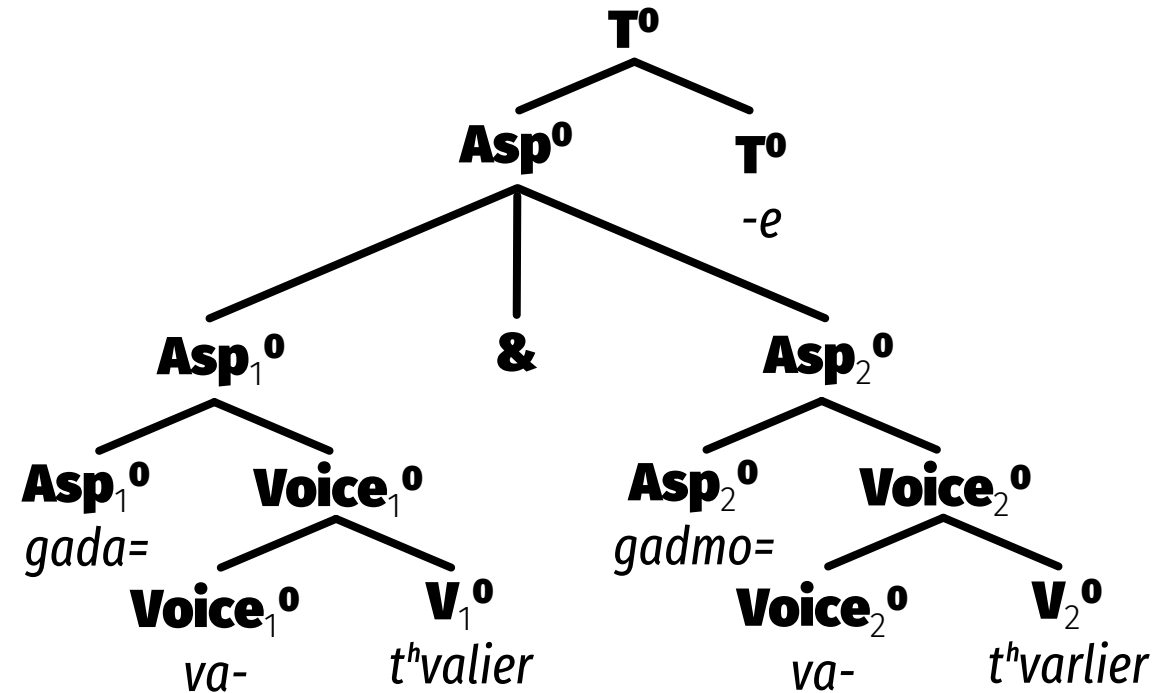 T⁰
Asp⁰ T⁰
-e
Asp₁⁰ & Asp₂⁰
Asp₁⁰ Voice₁⁰ Asp₂⁰ Voice₂⁰
gada= gadmo=
Voice₁⁰ V₁⁰ Voice₂⁰ V₂⁰
va- tʰvalier va- tʰvarlier